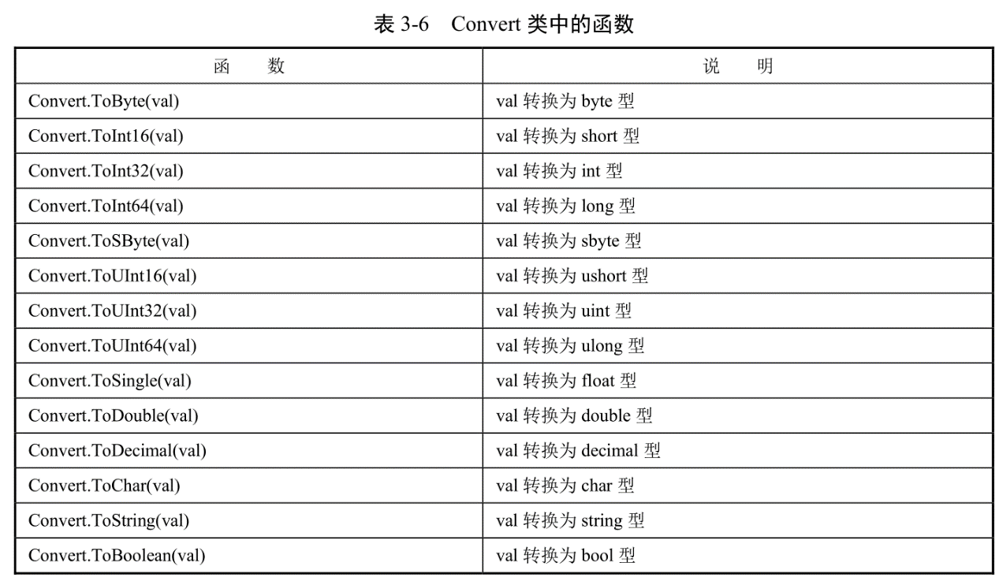 表 3-6 Convert 类中的函数
函 数 说 明
Convert.ToByte(val) val 转换为 byte 型
Convert.ToInt16(val) val 转换为 short 型
Convert.ToInt32(val) val 转换为 int 型
Convert.ToInt64(val) val 转换为 long 型
Convert.ToSByte(val) val 转换为 sbyte 型
Convert.ToUInt16(val) val 转换为 ushort 型
Convert.ToUInt32(val) val 转换为 uint 型
Convert.ToUInt64(val) val 转换为 ulong 型
Convert.ToSingle(val) val 转换为 float 型
Convert.ToDouble(val) val 转换为 double 型
Convert.ToDecimal(val) val 转换为 decimal 型
Convert.ToChar(val) val 转换为 char 型
Convert.ToString(val) val 转换为 string 型
Convert.ToBoolean(val) val 转换为 bool 型